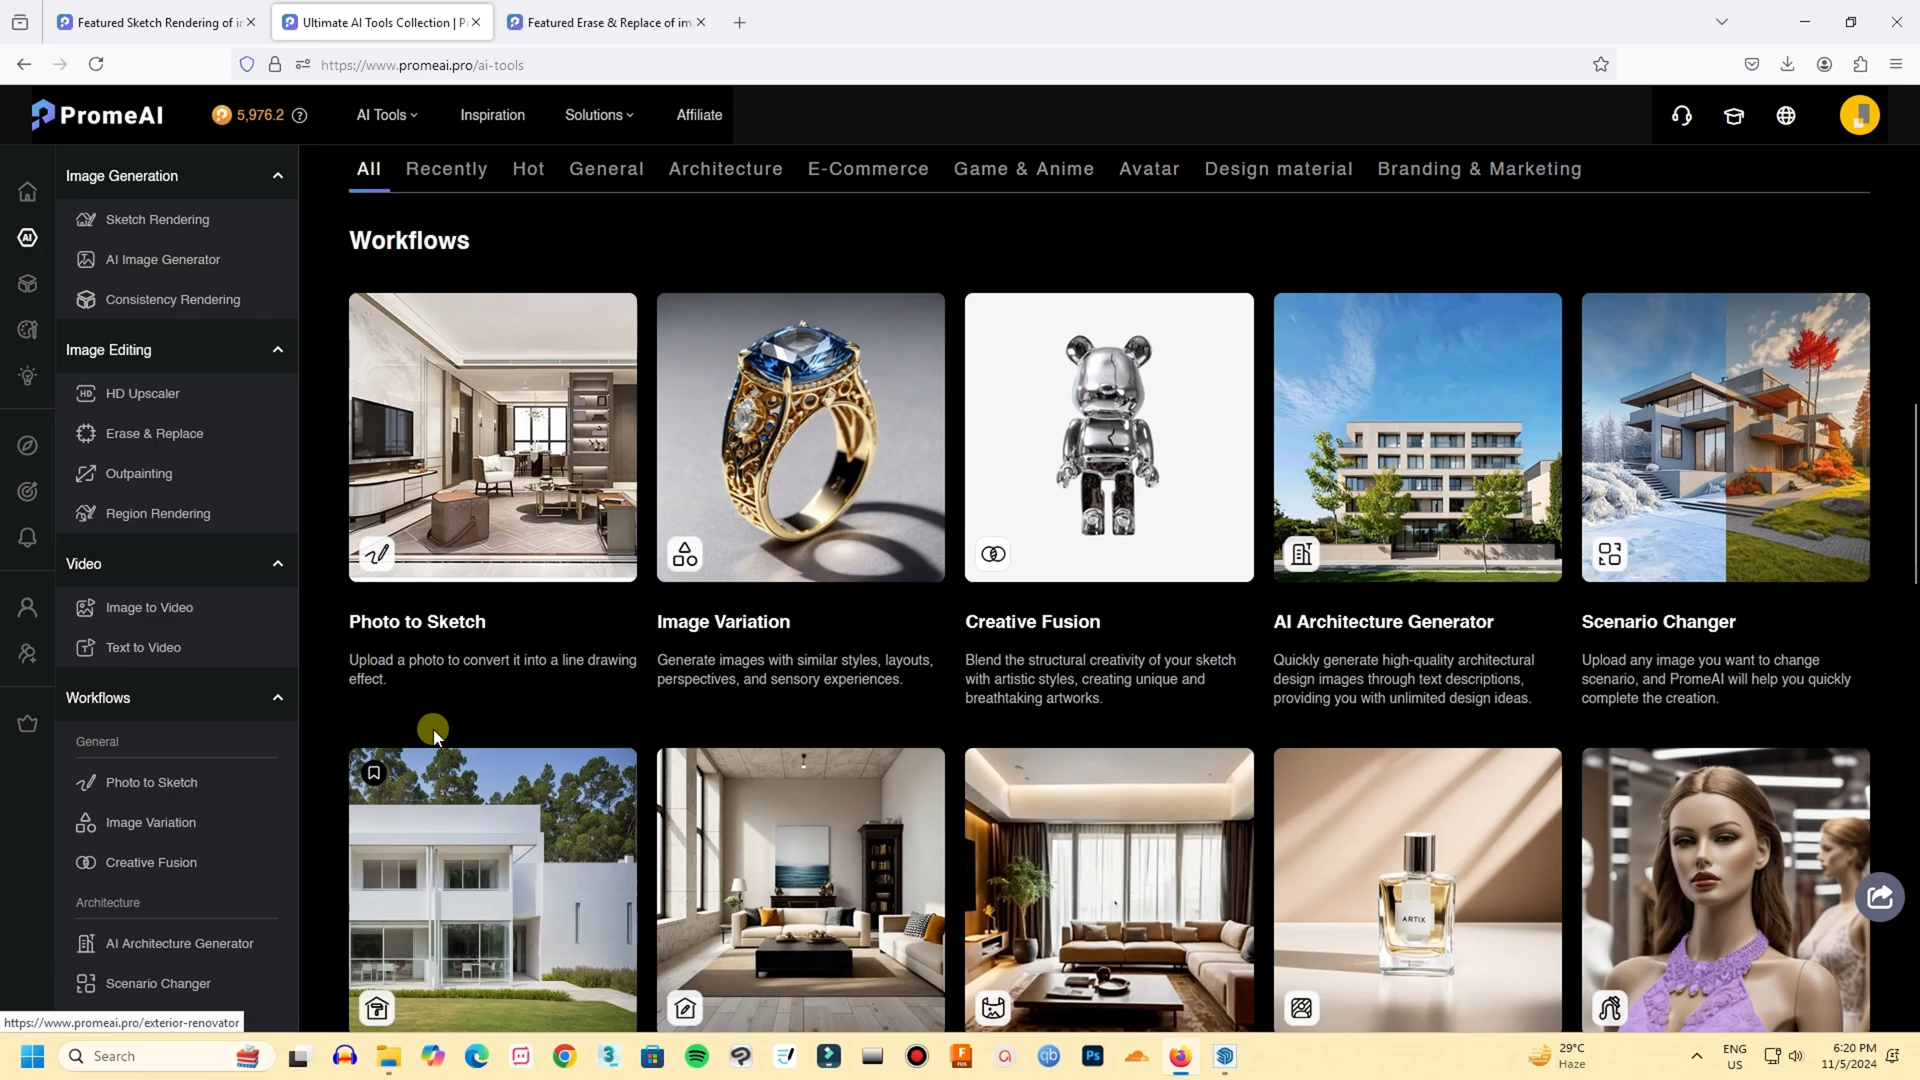 Featured Sketch Rendering of ir
Ultimate AI Tools Collection | P
Featured Erase & Replace of im
https://www.promeai.pro/ai-tools
PromeAI
5,976.2
AI Tools
Inspiration
Solutions
Affiliate
Image Generation
Sketch Rendering
AI Image Generator
Consistency Rendering
Image Editing
HD Upscaler
Erase & Replace
Outpainting
Region Rendering
Video
Image to Video
Text to Video
Workflows
General
Photo to Sketch
Image Variation
Creative Fusion
Architecture
AI Architecture Generator
Scenario Changer
All
Recently
Hot
General
Architecture
E-Commerce
Game & Anime
Avatar
Design material
Branding & Marketing
Workflows
Photo to Sketch
Upload a photo to convert it into a line drawing
effect.
Image Variation
Generate images with similar styles, layouts,
perspectives, and sensory experiences.
Creative Fusion
Blend the structural creativity of your sketch
with artistic styles, creating unique and
breathtaking artworks.
AI Architecture Generator
Quickly generate high-quality architectural
design images through text descriptions,
providing you with unlimited design ideas.
Scenario Changer
Upload any image you want to change
scenario, and PromeAI will help you quickly
complete the creation.
ARTIX
https://www.promeai.pro/exterior-renovator
Search
29°C
Haze
ENG
US
6:20 PM
11/5/2024